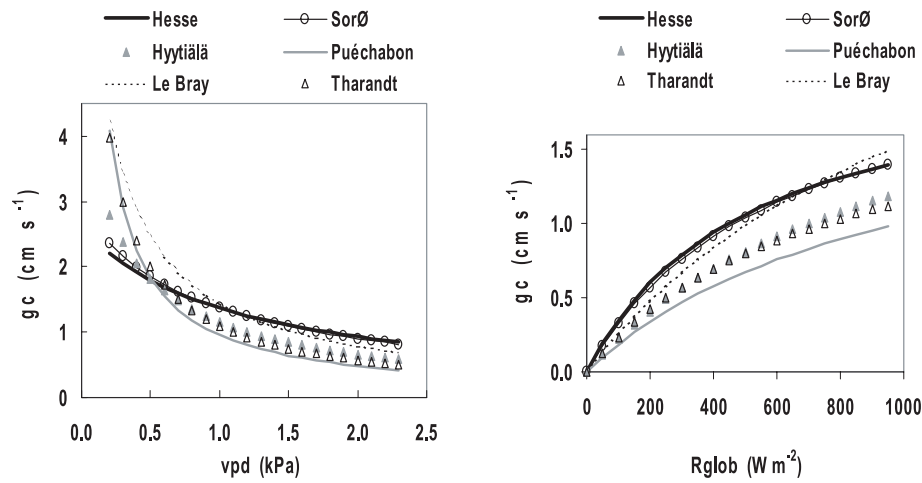 Hesse SorØ
Hyytiälä Puéchabon
Le Bray Tharandt
4
3
2
1
0
gc (cm s -1)
0.0 0.5 1.0 1.5 2.0 2.5
vpd (kPa)
Hesse SorØ
Hyytiälä Puéchabon
Tharandt Le Bray
1.5
1.0
0.5
0.0
gc (cm s -1)
0 200 400 600 800 1000
Rglob (W m-2)